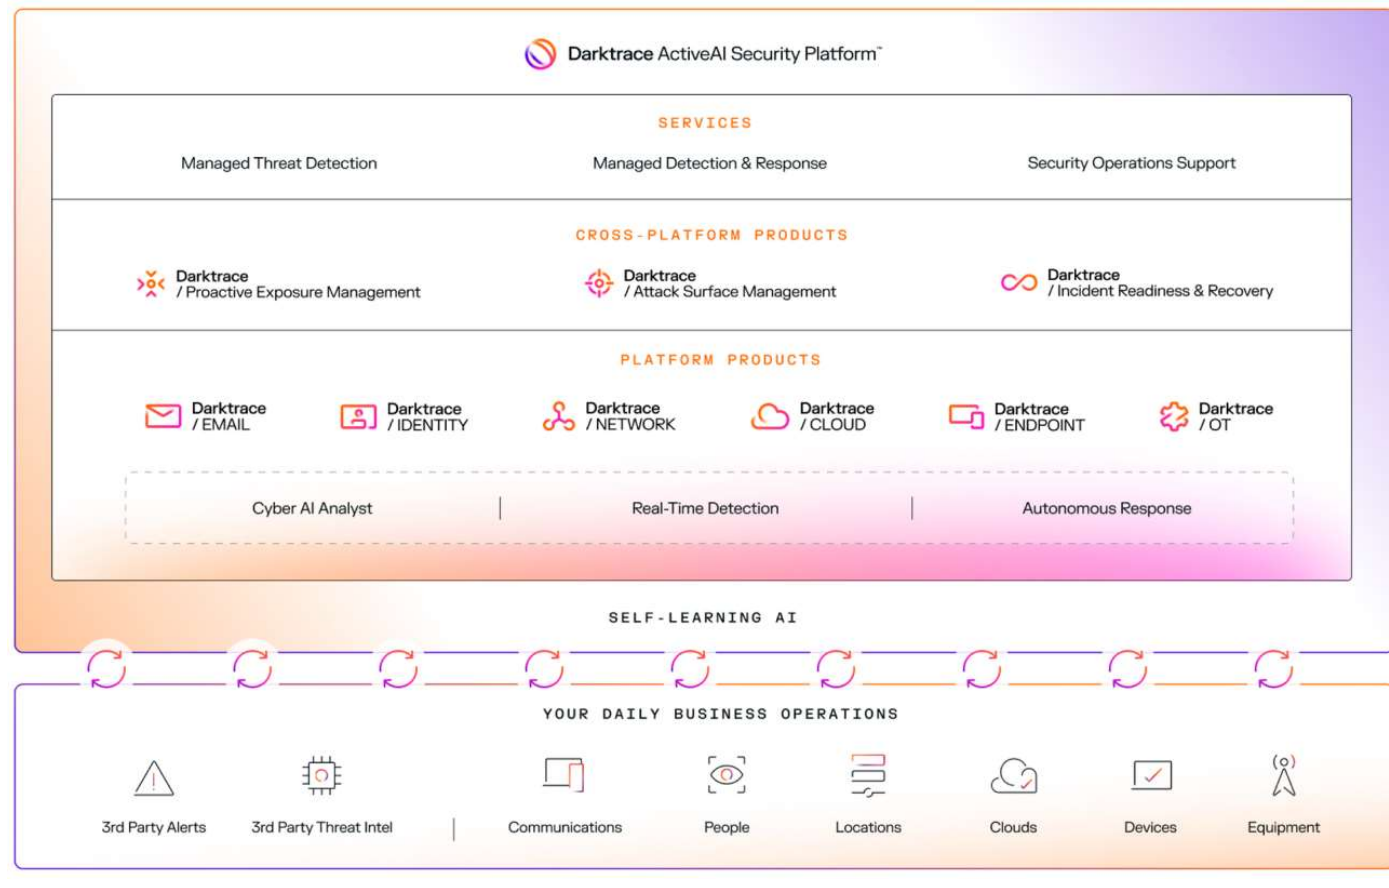 Darktrace ActiveAI Security Platform™
SERVICES
Managed Threat Detection
Managed Detection & Response
Security Operations Support
CROSS-PLATFORM PRODUCTS
Darktrace
/ Proactive Exposure Management
Darktrace
/ Attack Surface Management
Darktrace
/ Incident Readiness & Recovery
PLATFORM PRODUCTS
Darktrace
/ EMAIL
Darktrace
/ IDENTITY
Darktrace
/ NETWORK
Darktrace
/ CLOUD
Darktrace
/ ENDPOINT
Darktrace
/ OT
Cyber AI Analyst
Real-Time Detection
Autonomous Response
SELF-LEARNING AI
YOUR DAILY BUSINESS OPERATIONS
3rd Party Alerts
3rd Party Threat Intel
Communications
People
Locations
Clouds
Devices
Equipment